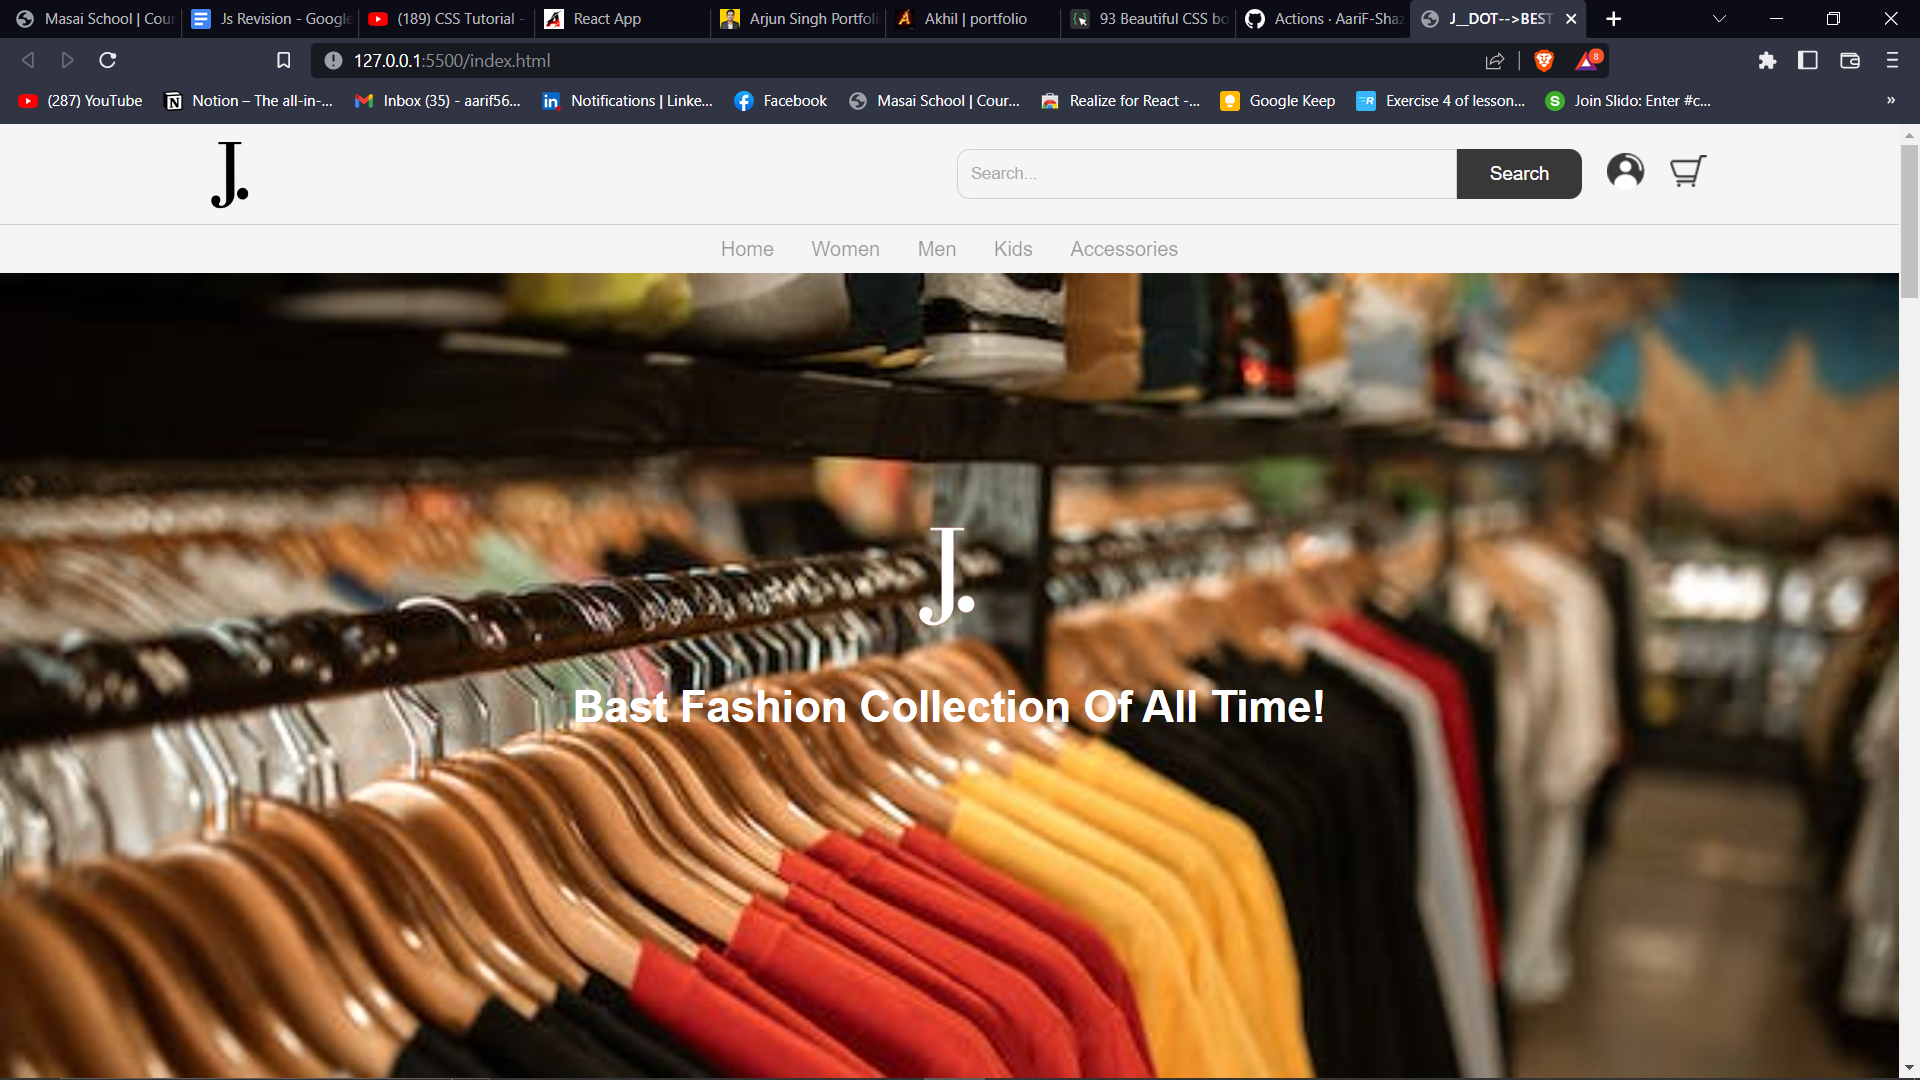 Masai School | Cour
Js Revision - Google
(189) CSS Tutorial -
React App
Arjun Singh Portfoli
Akhil | portfolio
93 Beautiful CSS bo
Actions · AariF-Shaz
J__DOT-->BEST
127.0.0.1:5500/index.html
8
(287) YouTube
Notion – The all-in-...
Inbox (35) - aarif56...
Notifications | Linke...
Facebook
Masai School | Cour...
Realize for React -...
Google Keep
Exercise 4 of lesson...
Join Slido: Enter #c...
»
J.
Search...
Search
Home
Women
Men
Kids
Accessories
J.
Bast Fashion Collection Of All Time!